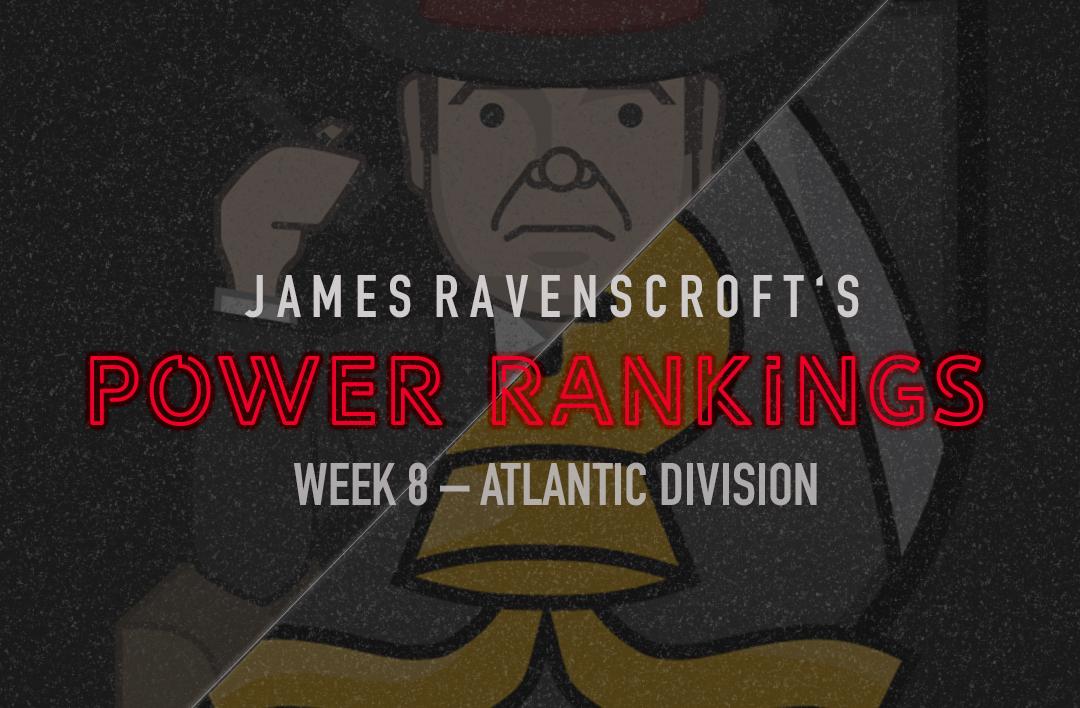 JAMES RAVENSCROFT‘S
POWER RANKINGS
WEEK 8 – ATLANTIC DIVISION